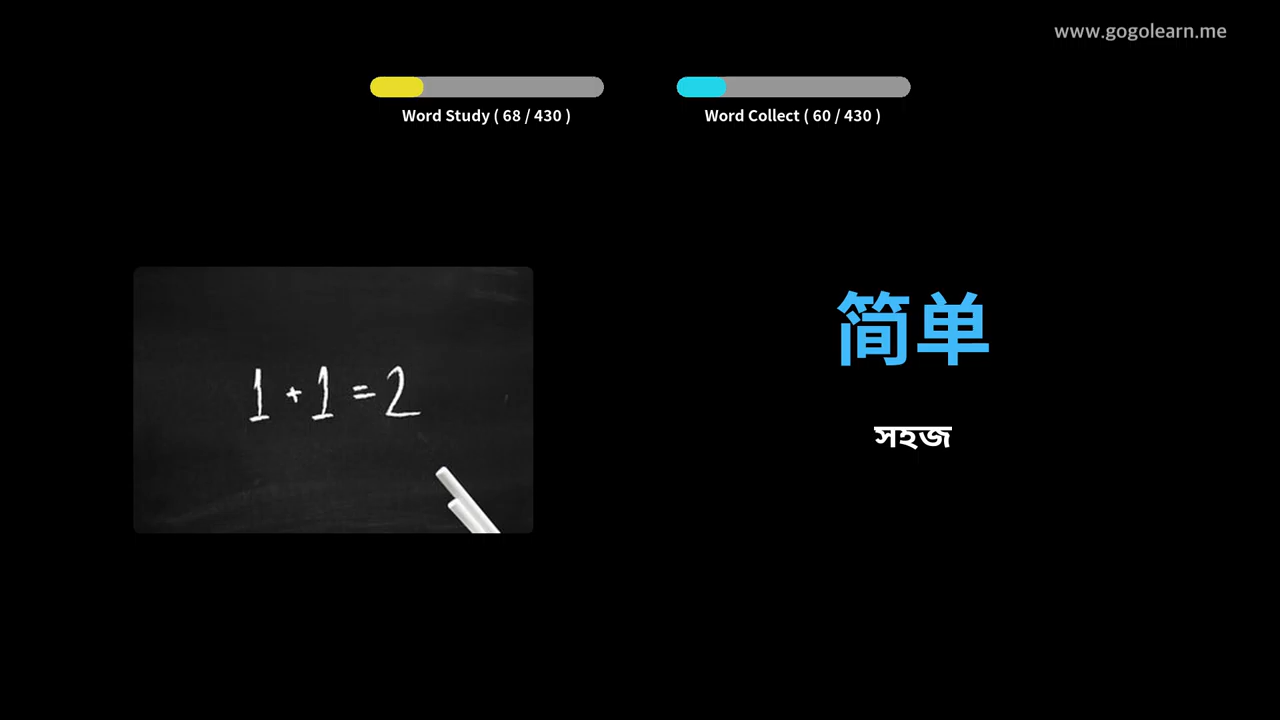 www.gogolearn.me
Word Study ( 68 / 430 )
Word Collect ( 60 / 430 )
1 + 1 = 2
简单
সহজ